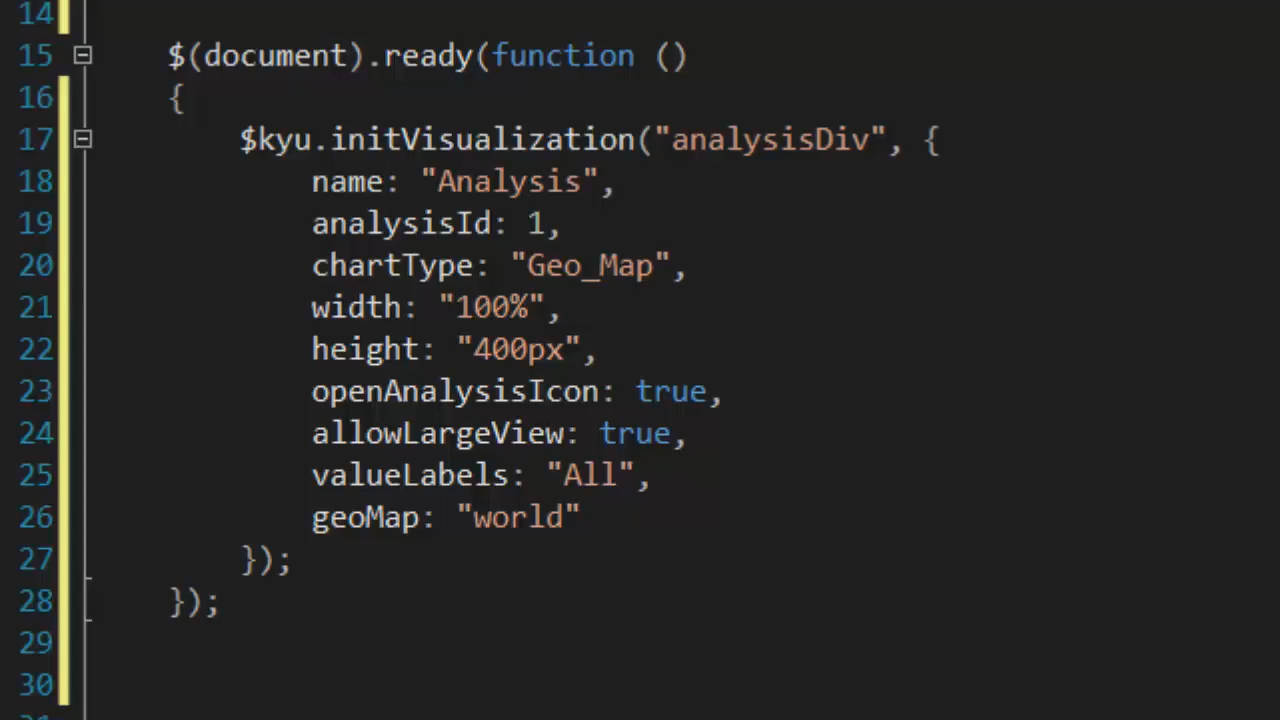 14
15 $(document).ready(function ()
16 {
17 $kyu.initVisualization("analysisDiv", {
18 name: "Analysis",
19 analysisId: 1,
20 chartType: "Geo_Map",
21 width: "100%",
22 height: "400px",
23 openAnalysisIcon: true,
24 allowLargeView: true,
25 valueLabels: "All",
26 geoMap: "world"
27 });
28 });
29
30